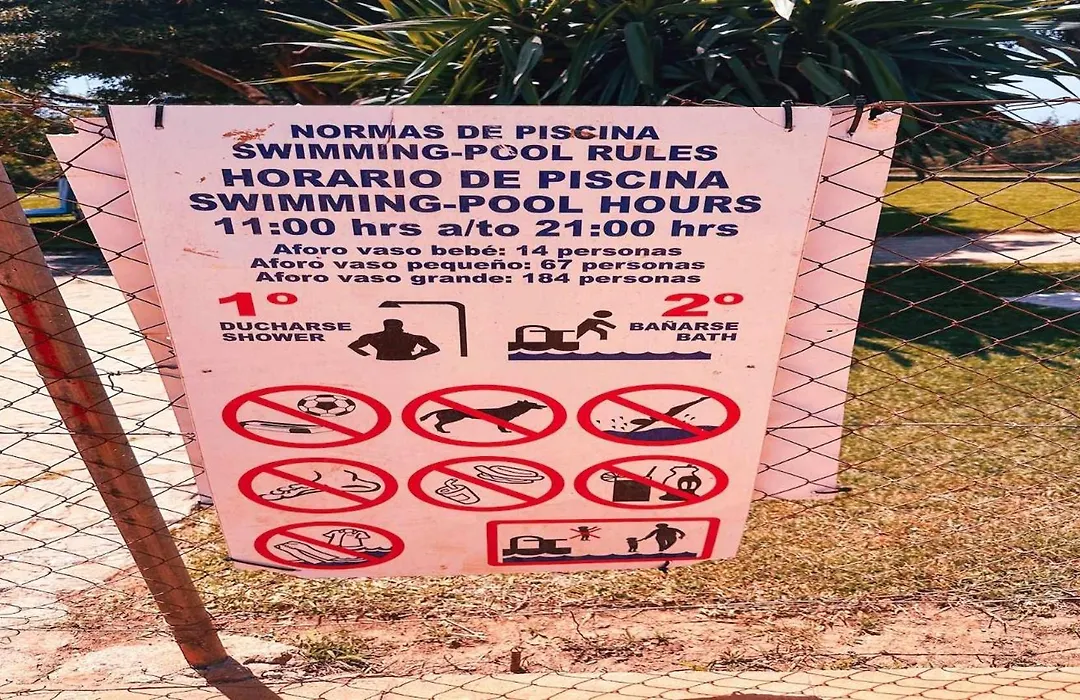 NORMAS DE PISCINA
SWIMMING-POOL RULES
HORARIO DE PISCINA
SWIMMING-POOL HOURS
11:00 hrs a/to 21:00 hrs
Aforo vaso bebé: 14 personas
Aforo vaso pequeño: 67 personas
Aforo vaso grande: 184 personas
1º
DUCHARSE
SHOWER
2º
BAÑARSE
BATH